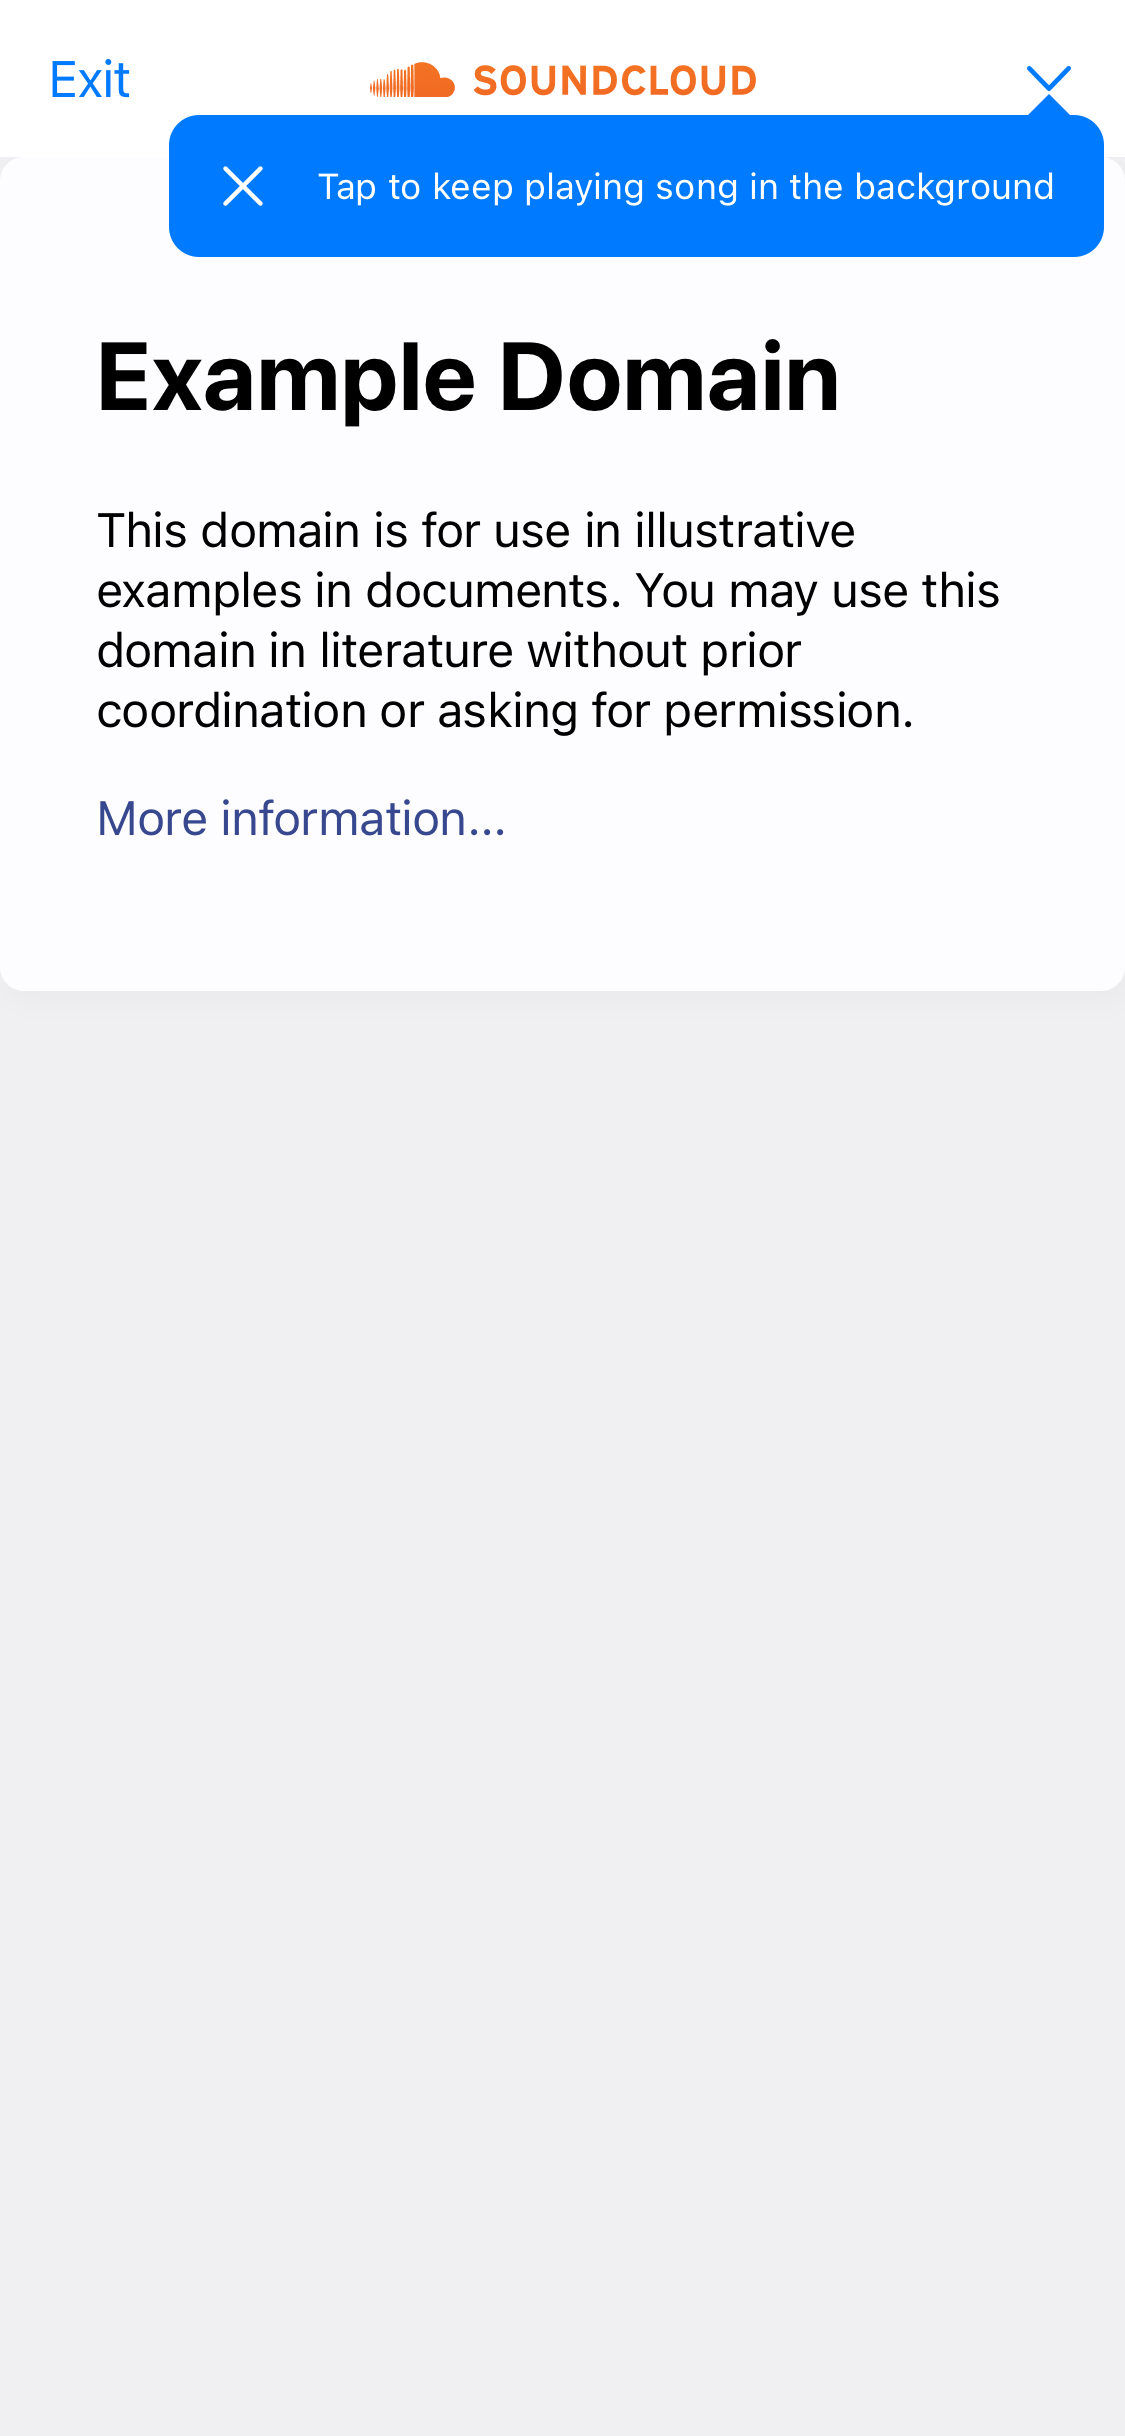 Exit
SOUNDCLOUD
Tap to keep playing song in the background
Example Domain
This domain is for use in illustrative
examples in documents. You may use this
domain in literature without prior
coordination or asking for permission.
More information...